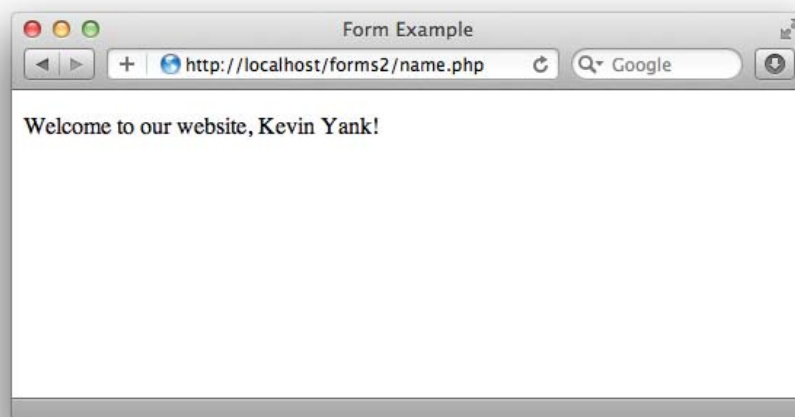 Form Example
+ http://localhost/forms2/name.php Google
Welcome to our website, Kevin Yank!